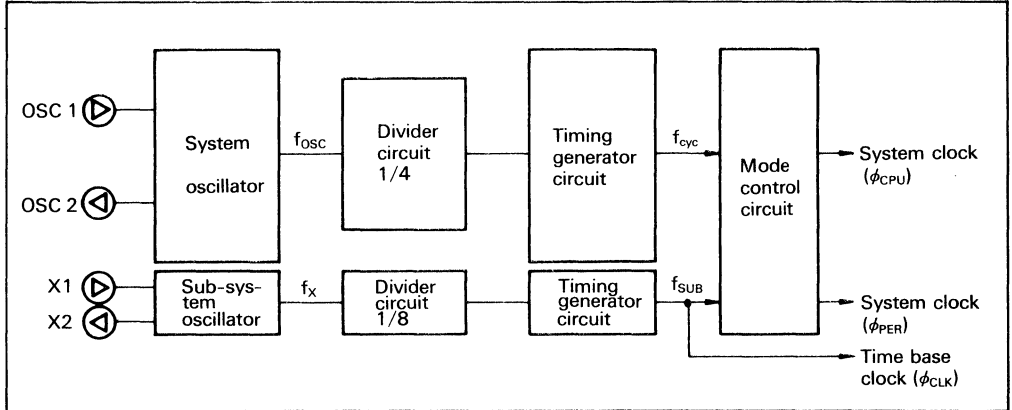 OSC 1
OSC 2
System
oscillator
fOSC
Divider
circuit
1/4
Timing
generator
circuit
fcyc
Mode
control
circuit
System clock
(ϕCPU)
X1
X2
Sub-sys-
tem
oscillator
fX
Divider
circuit
1/8
Timing
generator
circuit
fSUB
System clock
(ϕPER)
Time base
clock (ϕCLK)